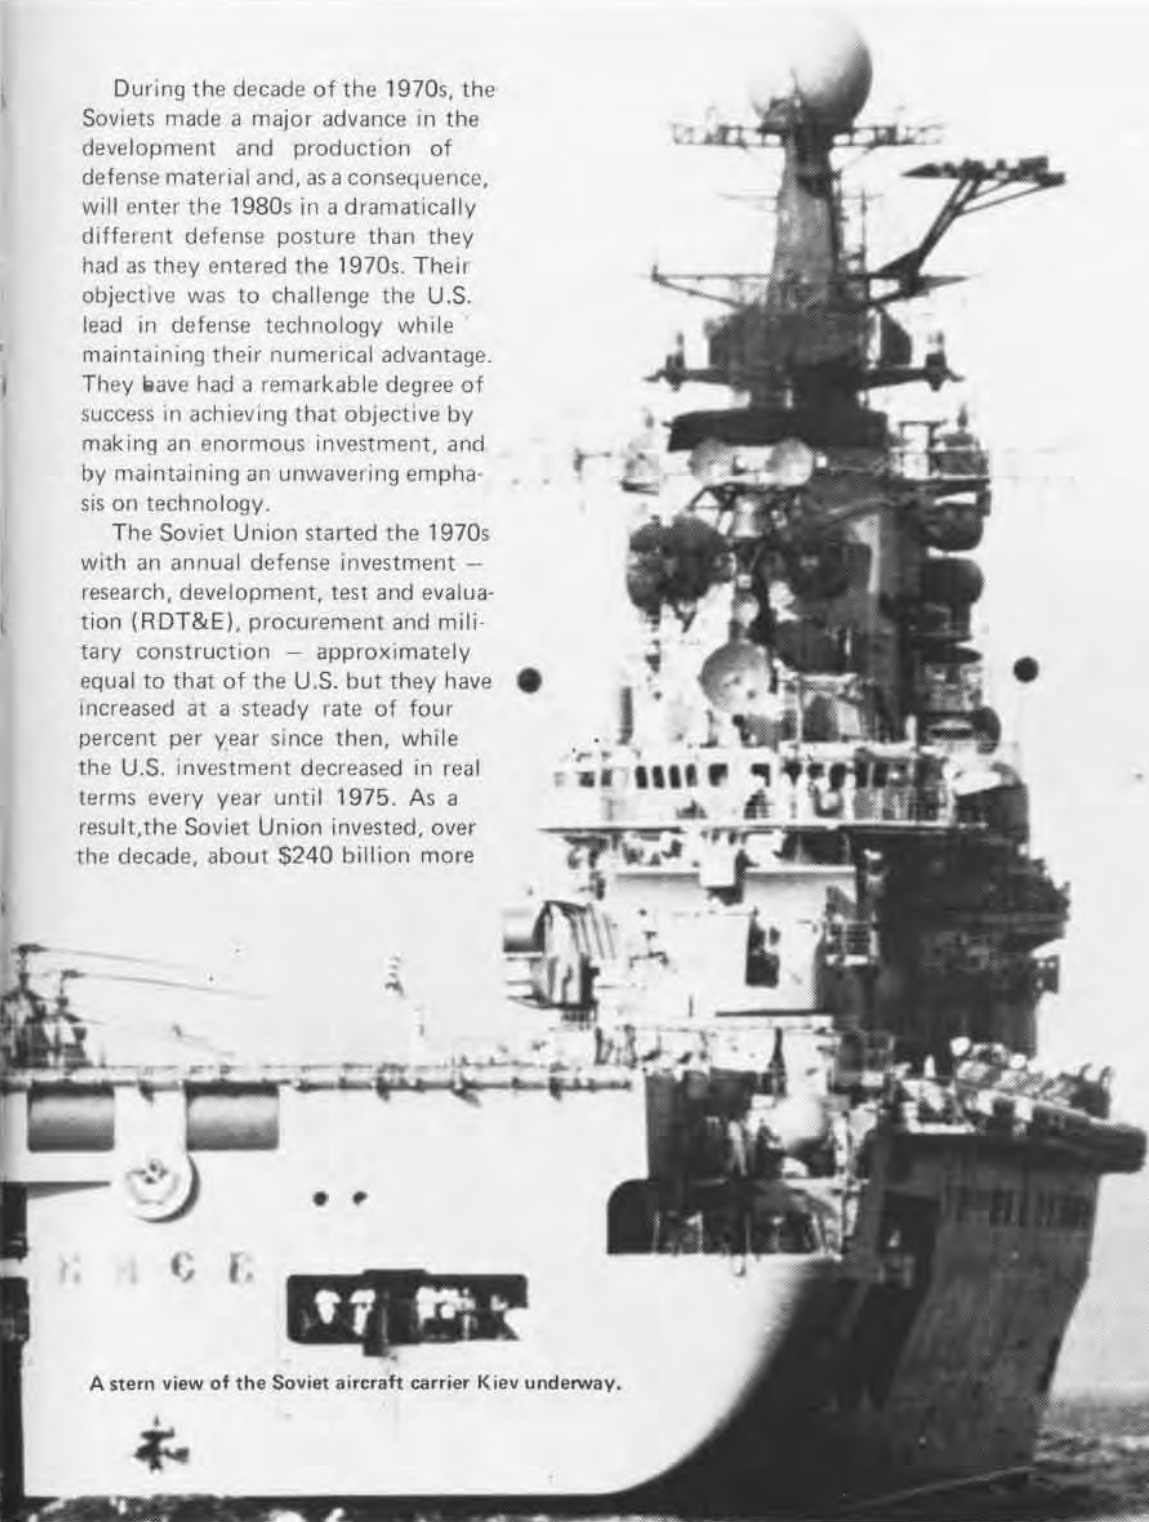 During the decade of the 1970s, the
Soviets made a major advance in the
development and production of
defense material and, as a consequence,
will enter the 1980s in a dramatically
different defense posture than they
had as they entered the 1970s. Their
objective was to challenge the U.S.
lead in defense technology while
maintaining their numerical advantage.
They have had a remarkable degree of
success in achieving that objective by
making an enormous investment, and
by maintaining an unwavering empha-
sis on technology.
The Soviet Union started the 1970s
with an annual defense investment —
research, development, test and evalua-
tion (RDT&E), procurement and mili-
tary construction — approximately
equal to that of the U.S. but they have
increased at a steady rate of four
percent per year since then, while
the U.S. investment decreased in real
terms every year until 1975. As a
result,the Soviet Union invested, over
the decade, about $240 billion more
A stern view of the Soviet aircraft carrier Kiev underway.